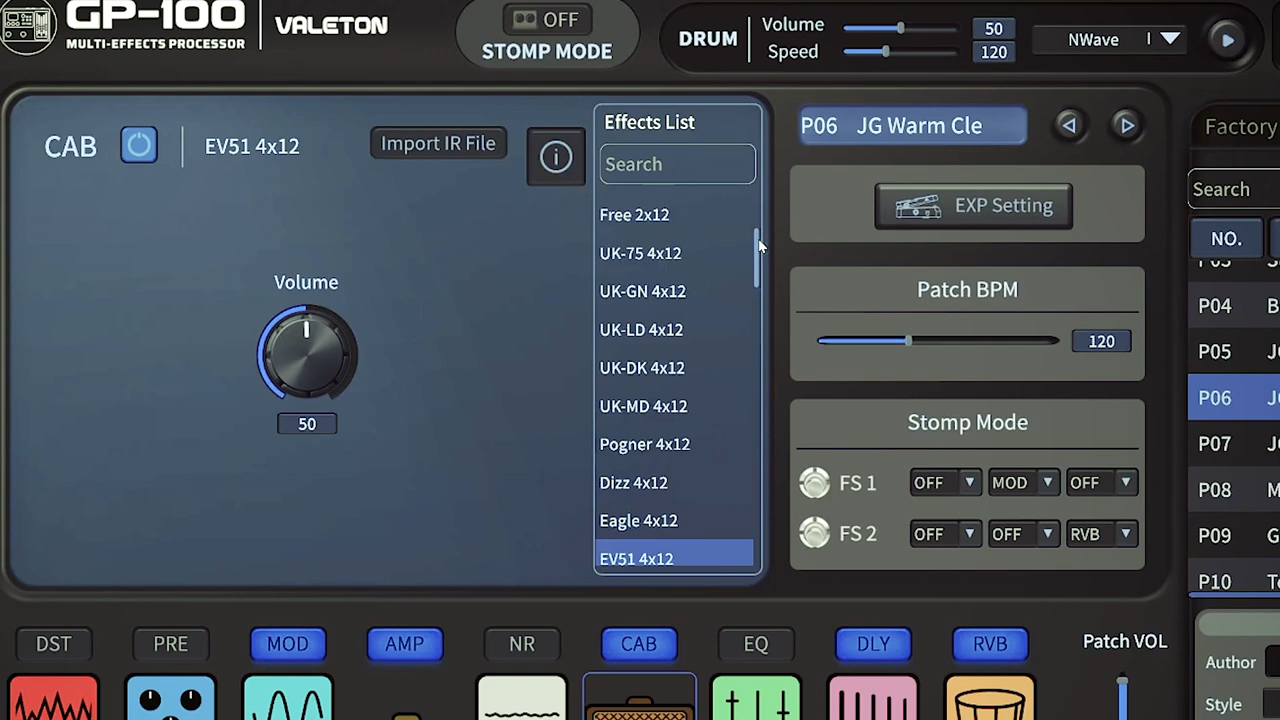 GP-100
MULTI-EFFECTS PROCESSOR
VALETON
OFF
STOMP MODE
DRUM
Volume
50
Speed
120
NWave
CAB
EV51 4x12
Import IR File
Volume
50
Effects List
Search
Free 2x12
UK-75 4x12
UK-GN 4x12
UK-LD 4x12
UK-DK 4x12
UK-MD 4x12
Pogner 4x12
Dizz 4x12
Eagle 4x12
EV51 4x12
P06 JG Warm Cle
EXP Setting
Patch BPM
120
Stomp Mode
FS 1 OFF MOD OFF
FS 2 OFF OFF RVB
Factory
Search
NO.
P04 B
P05
P06
P07
P08
P09 G
P10
DST PRE MOD AMP NR CAB EQ DLY RVB
Patch VOL
Author
Style